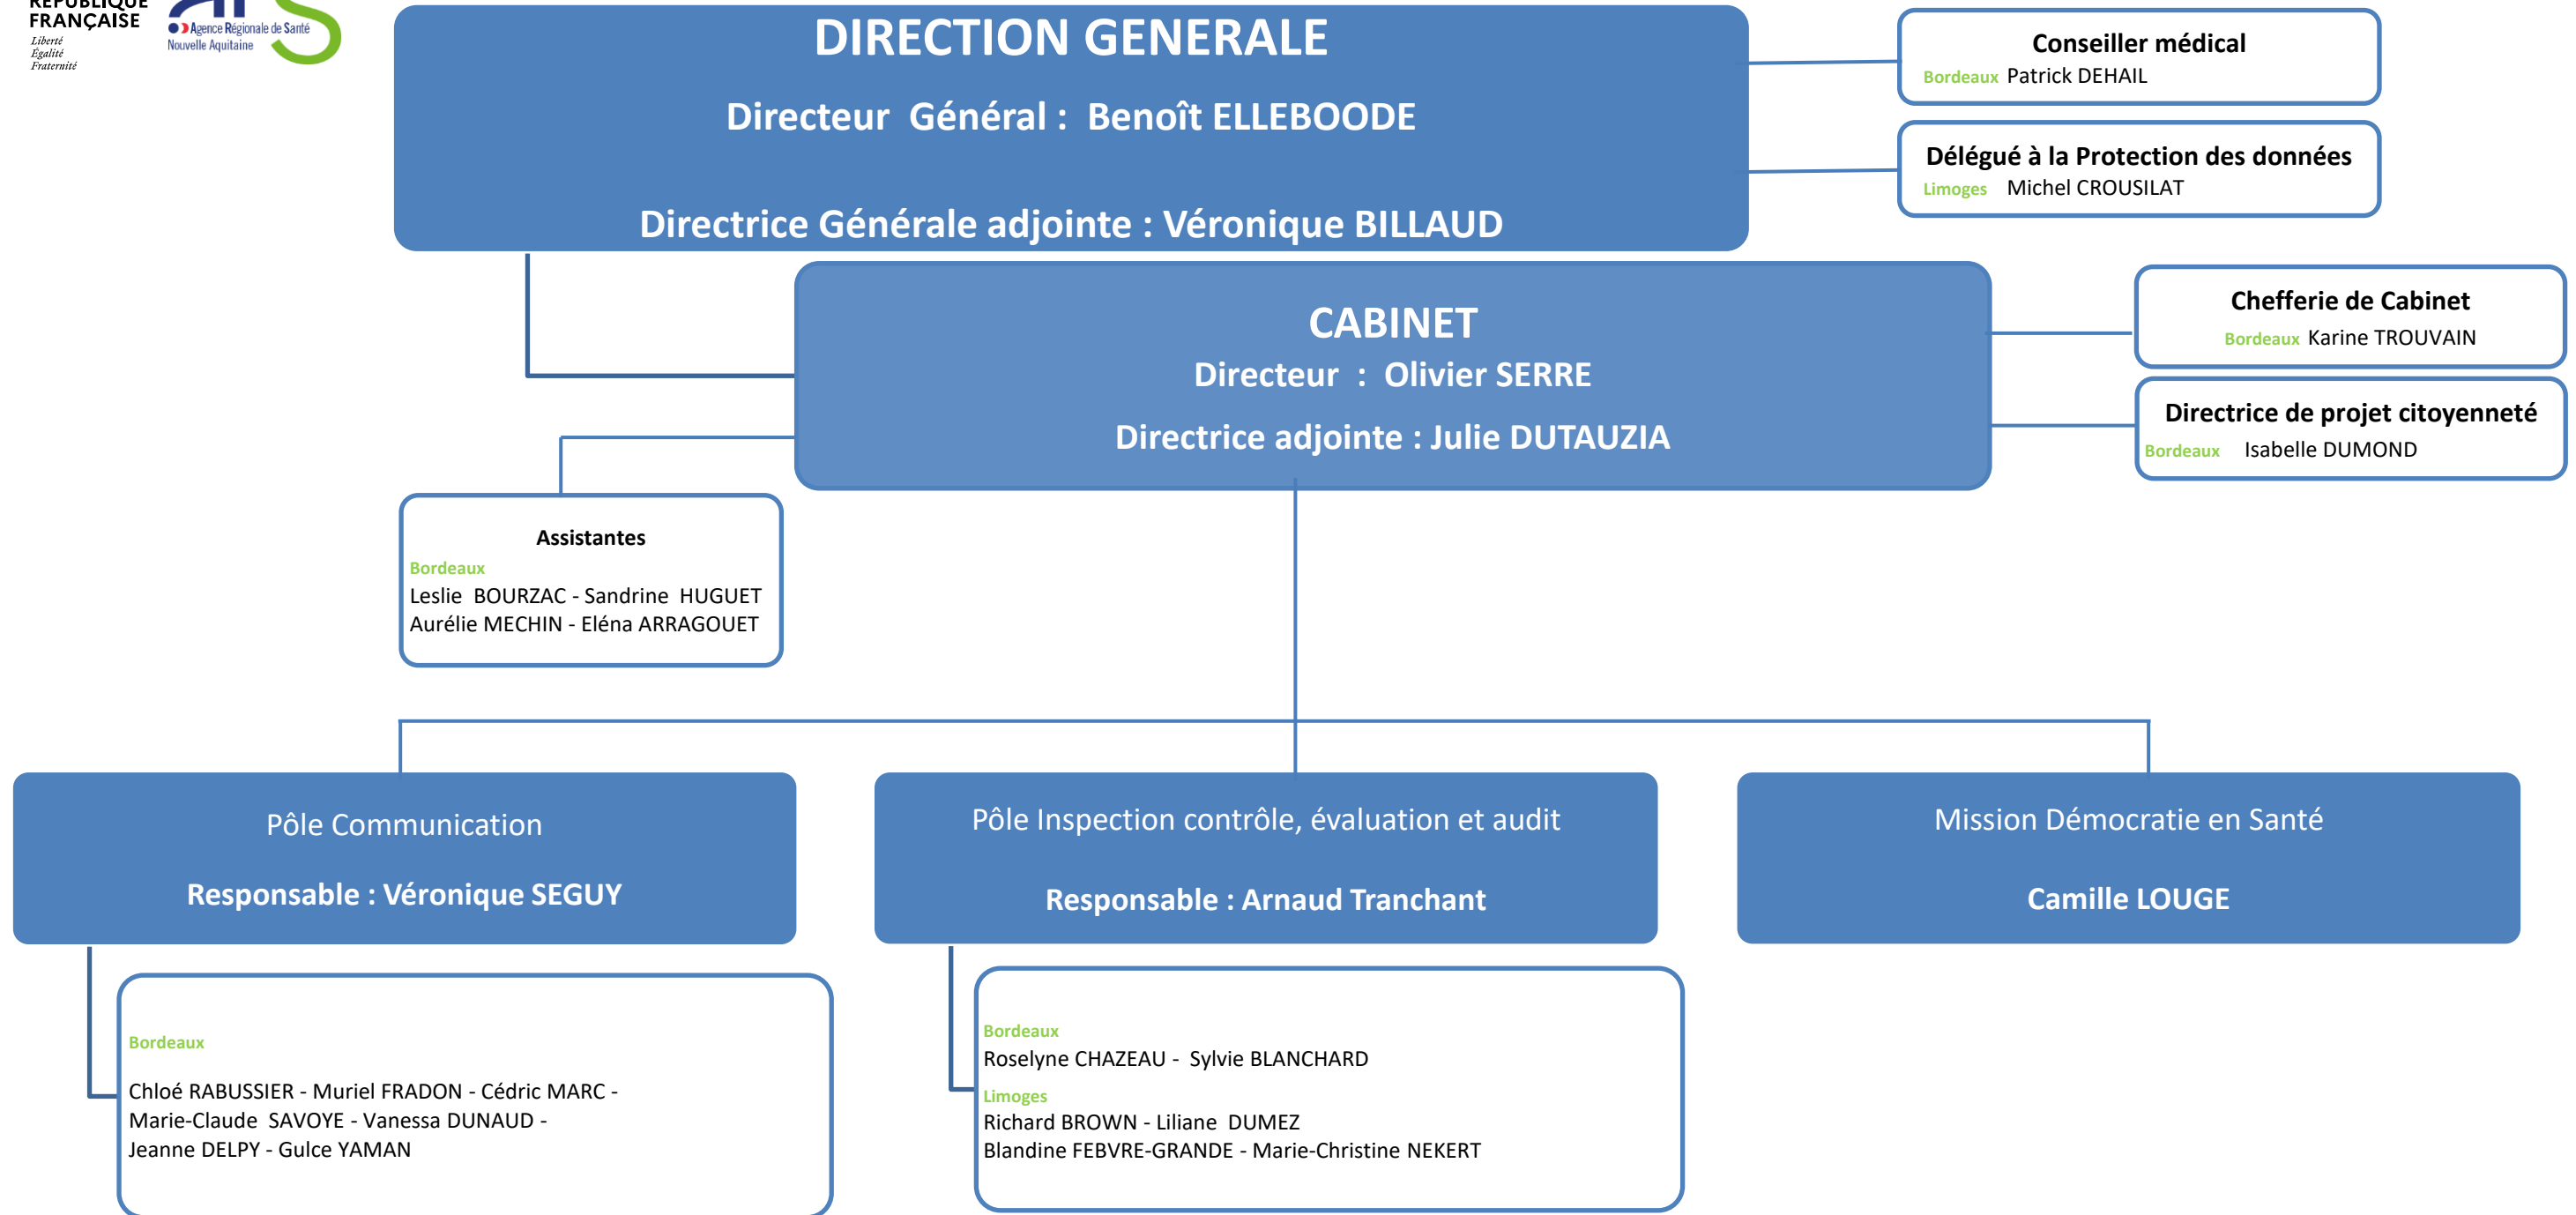 RÉPUBLIQUE
FRANÇAISE
Liberté
Égalité
Fraternité
Agence Régionale de Santé
Nouvelle Aquitaine
DIRECTION GENERALE
Directeur Général : Benoît ELLEBOODE
Directrice Générale adjointe : Véronique BILLAUD
Conseiller médical
Bordeaux Patrick DEHAIL
Délégué à la Protection des données
Limoges Michel CROUSILAT
CABINET
Directeur : Olivier SERRE
Directrice adjointe : Julie DUTAUZIA
Chefferie de Cabinet
Bordeaux Karine TROUVAIN
Directrice de projet citoyenneté
Bordeaux Isabelle DUMOND
Assistantes
Bordeaux
Leslie BOURZAC - Sandrine HUGUET
Aurélie MECHIN - Eléna ARRAGOUET
Pôle Communication
Responsable : Véronique SEGUY
Pôle Inspection contrôle, évaluation et audit
Responsable : Arnaud Tranchant
Mission Démocratie en Santé
Camille LOUGE
Bordeaux
Chloé RABUSSIER - Muriel FRADON - Cédric MARC -
Marie-Claude SAVOYE - Vanessa DUNAUD -
Jeanne DELPY - Gulce YAMAN
Bordeaux
Roselyne CHAZEAU - Sylvie BLANCHARD
Limoges
Richard BROWN - Liliane DUMEZ
Blandine FEBVRE-GRANDE - Marie-Christine NEKERT